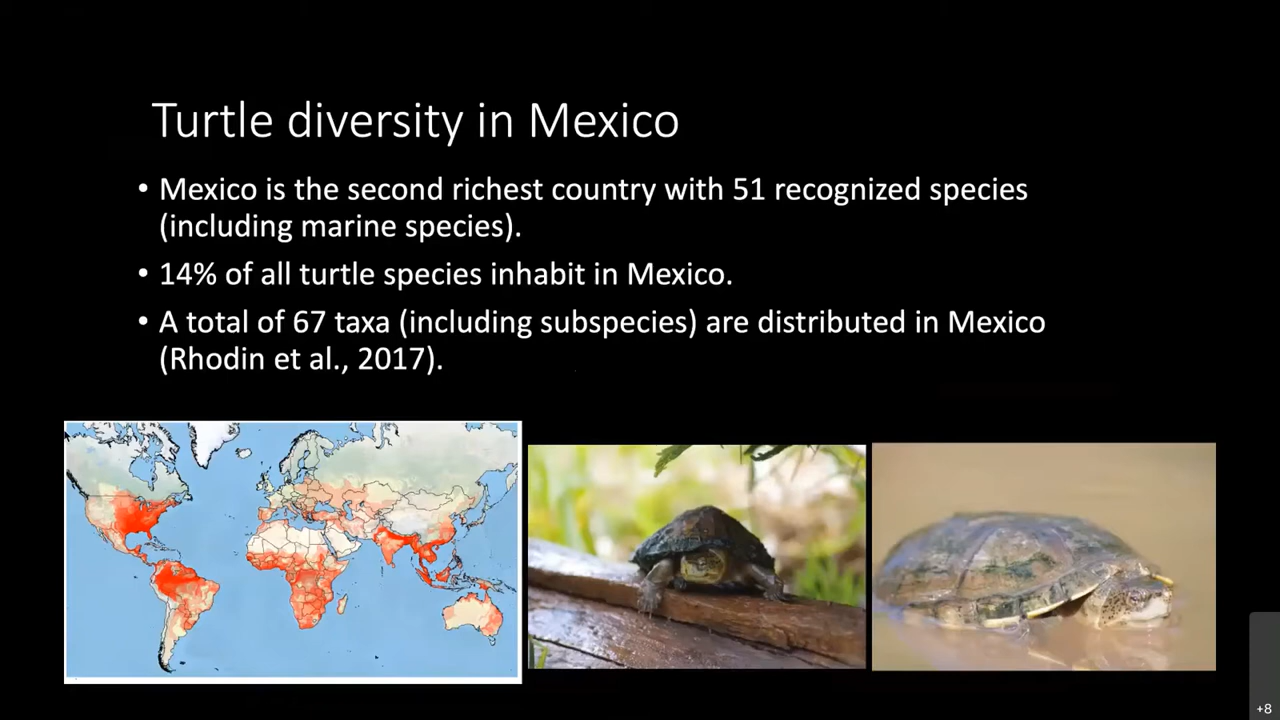 Turtle diversity in Mexico
• Mexico is the second richest country with 51 recognized species
(including marine species).
• 14% of all turtle species inhabit in Mexico.
• A total of 67 taxa (including subspecies) are distributed in Mexico
(Rhodin et al., 2017).
+8